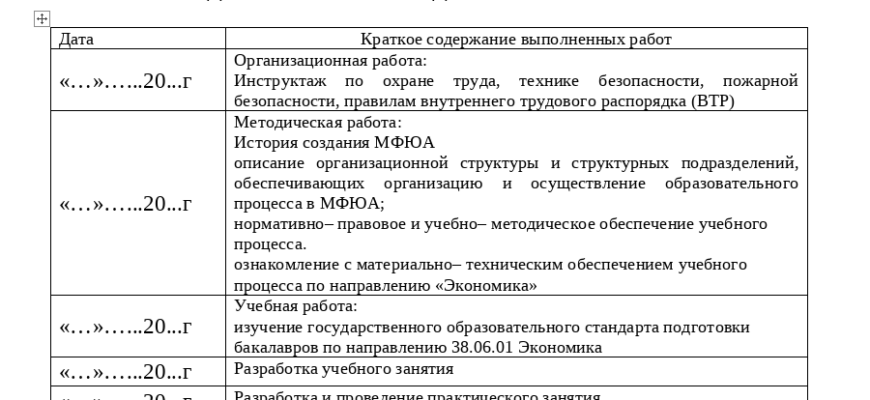 Дата
Краткое содержание выполненных работ
«…»…...20...г
Организационная работа:
Инструктаж по охране труда, технике безопасности, пожарной
безопасности, правилам внутреннего трудового распорядка (ВТР)
«…»…...20...г
Методическая работа:
История создания МФЮА
описание организационной структуры и структурных подразделений,
обеспечивающих организацию и осуществление образовательного
процесса в МФЮА;
нормативно– правовое и учебно– методическое обеспечение учебного
процесса.
ознакомление с материально– техническим обеспечением учебного
процесса по направлению «Экономика»
«…»…...20...г
Учебная работа:
изучение государственного образовательного стандарта подготовки
бакалавров по направлению 38.06.01 Экономика
«…»…...20...г
Разработка учебного занятия
«…»…...20...г
Разработка и проведение практического занятия